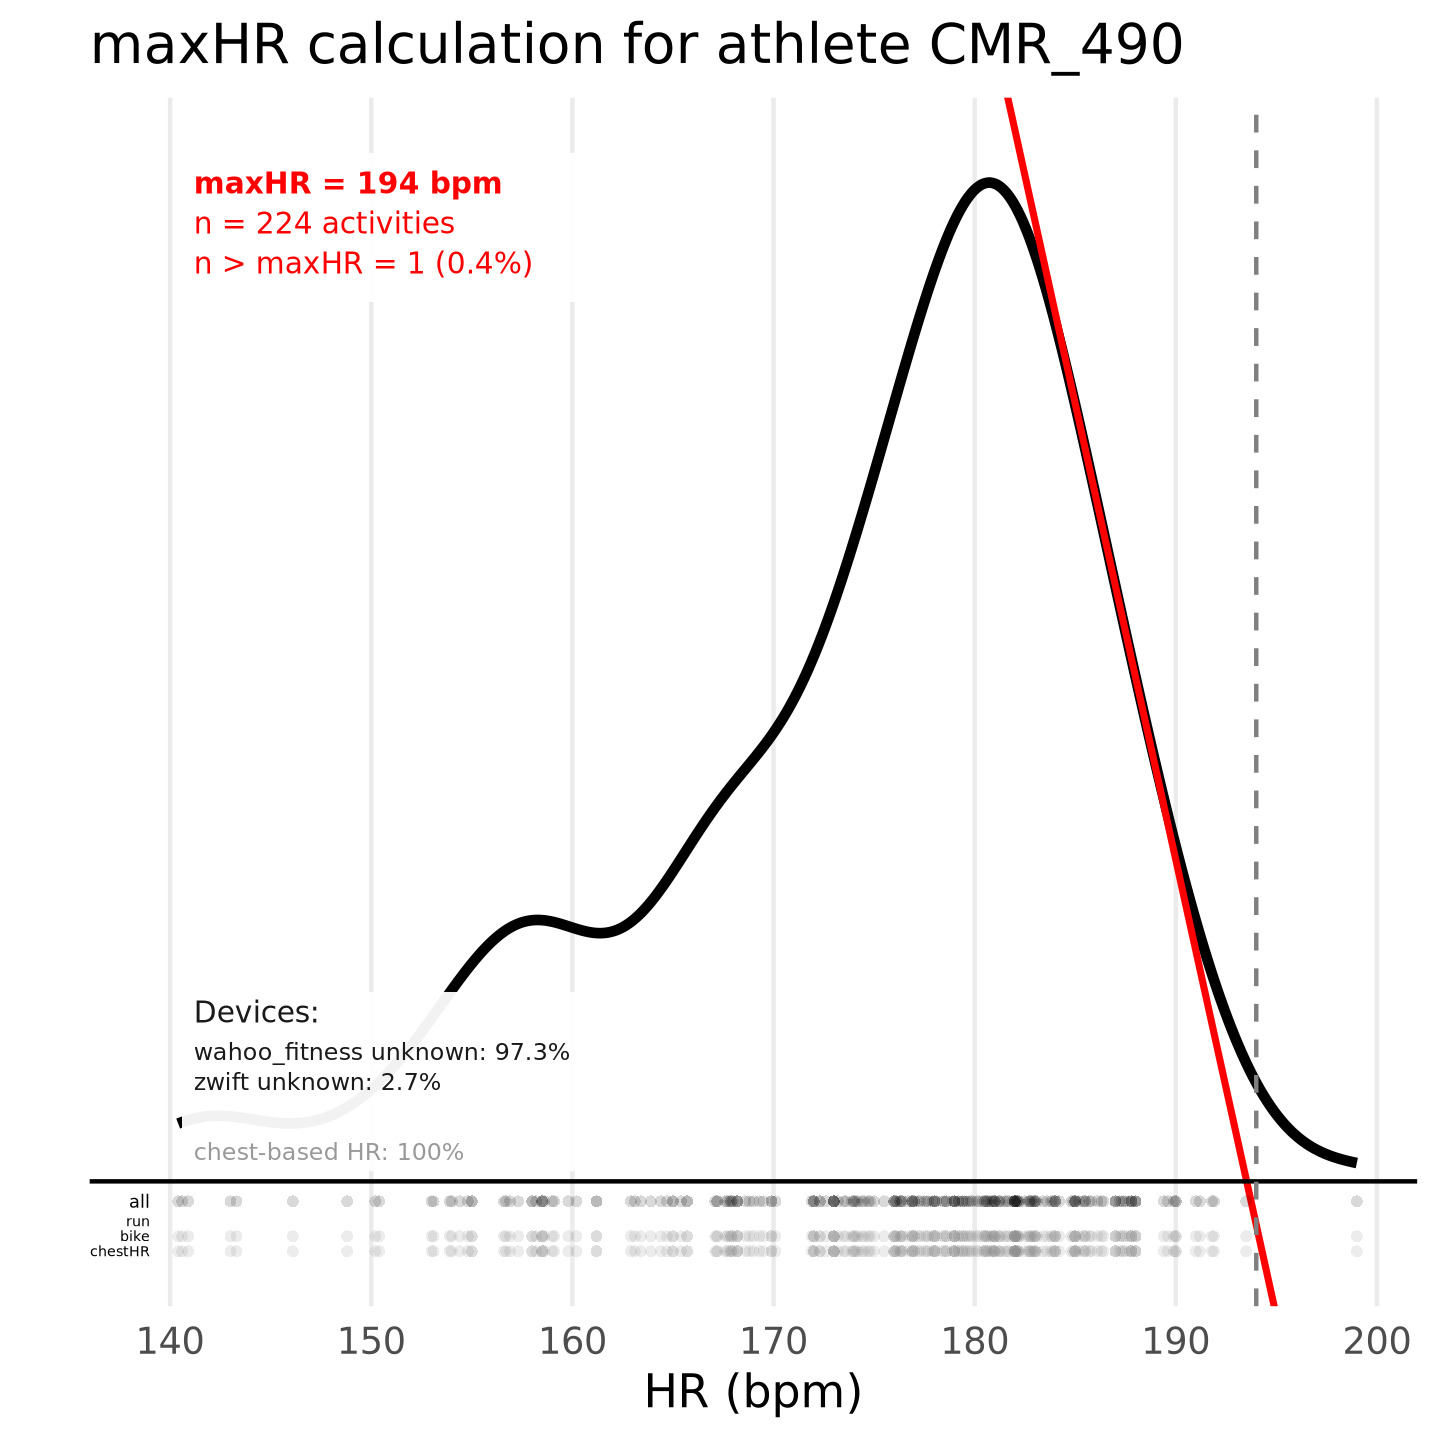 maxHR calculation for athlete CMR_490
maxHR = 194 bpm
n = 224 activities
n > maxHR = 1 (0.4%)
Devices:
wahoo_fitness unknown: 97.3%
zwift unknown: 2.7%
chest-based HR: 100%
all
run
bike
chestHR
140 150 160 170 180 190 200
HR (bpm)